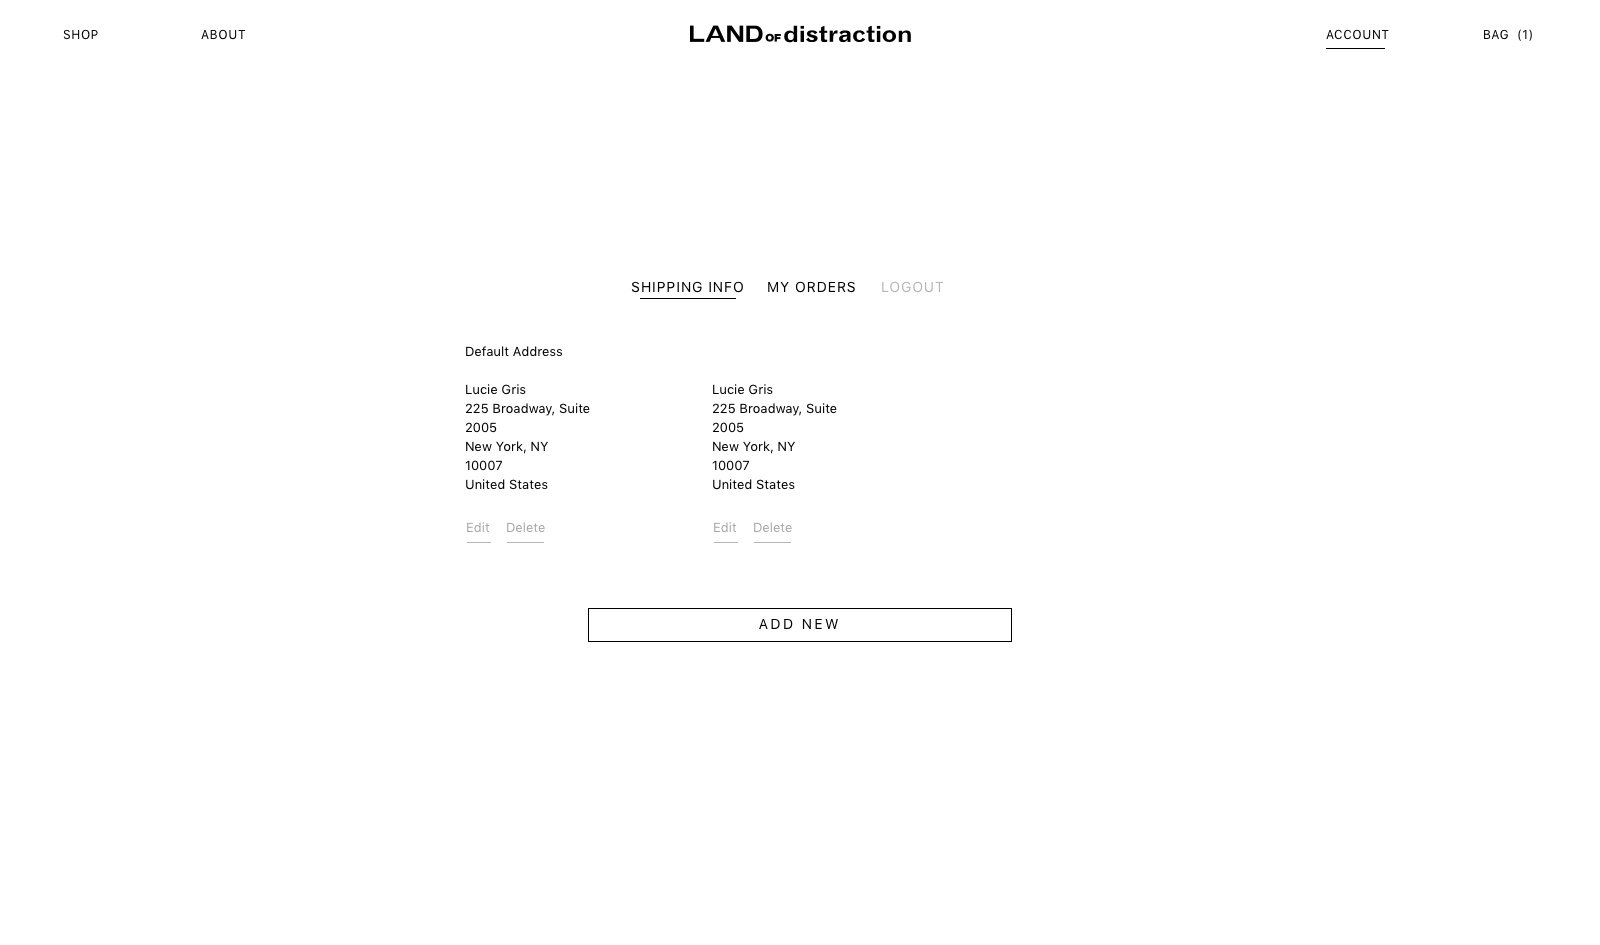 SHOP
ABOUT
LAND OF distraction
ACCOUNT
BAG (1)
SHIPPING INFO
MY ORDERS
LOGOUT
Default Address
Lucie Gris
225 Broadway, Suite
2005
New York, NY
10007
United States
Edit
Delete
Lucie Gris
225 Broadway, Suite
2005
New York, NY
10007
United States
Edit
Delete
ADD NEW